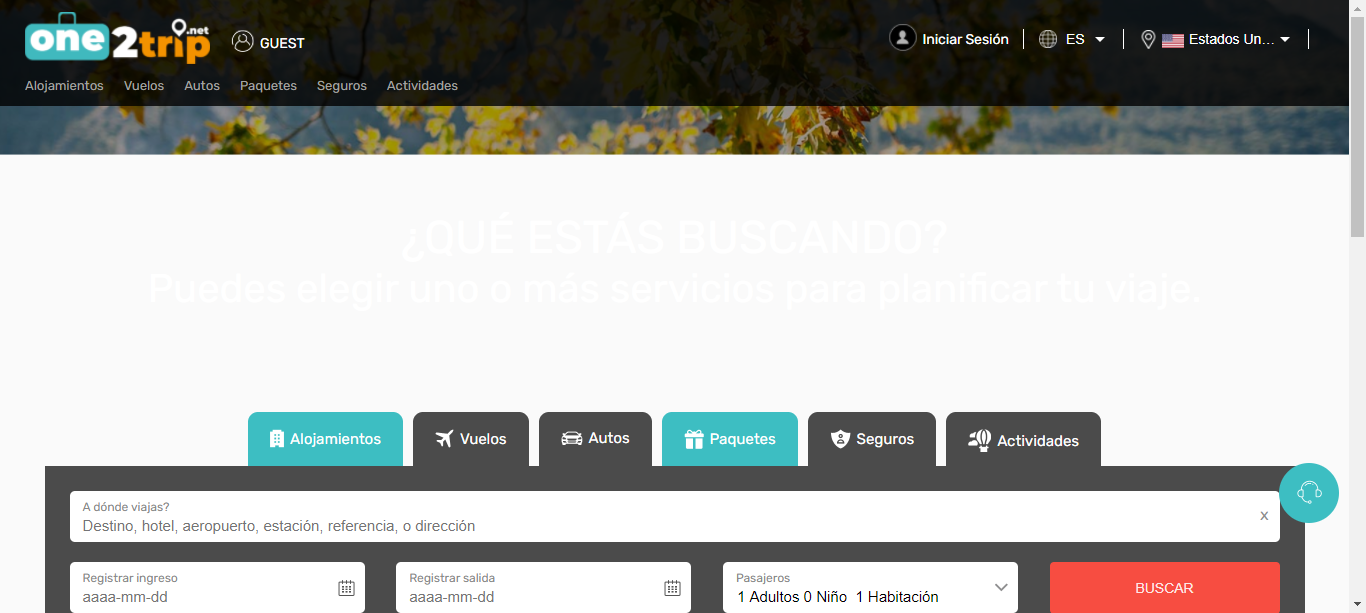 one2trip.net
GUEST
Iniciar Sesión
ES
Estados Un...
Alojamientos Vuelos Autos Paquetes Seguros Actividades
¿QUÉ ESTÁS BUSCANDO?
Puedes elegir uno o más servicios para planificar tu viaje.
Alojamientos Vuelos Autos Paquetes Seguros Actividades
A dónde viajas?
Destino, hotel, aeropuerto, estación, referencia, o dirección
x
Registrar ingreso
aaaa-mm-dd
Registrar salida
aaaa-mm-dd
Pasajeros
1 Adultos 0 Niño 1 Habitación
BUSCAR